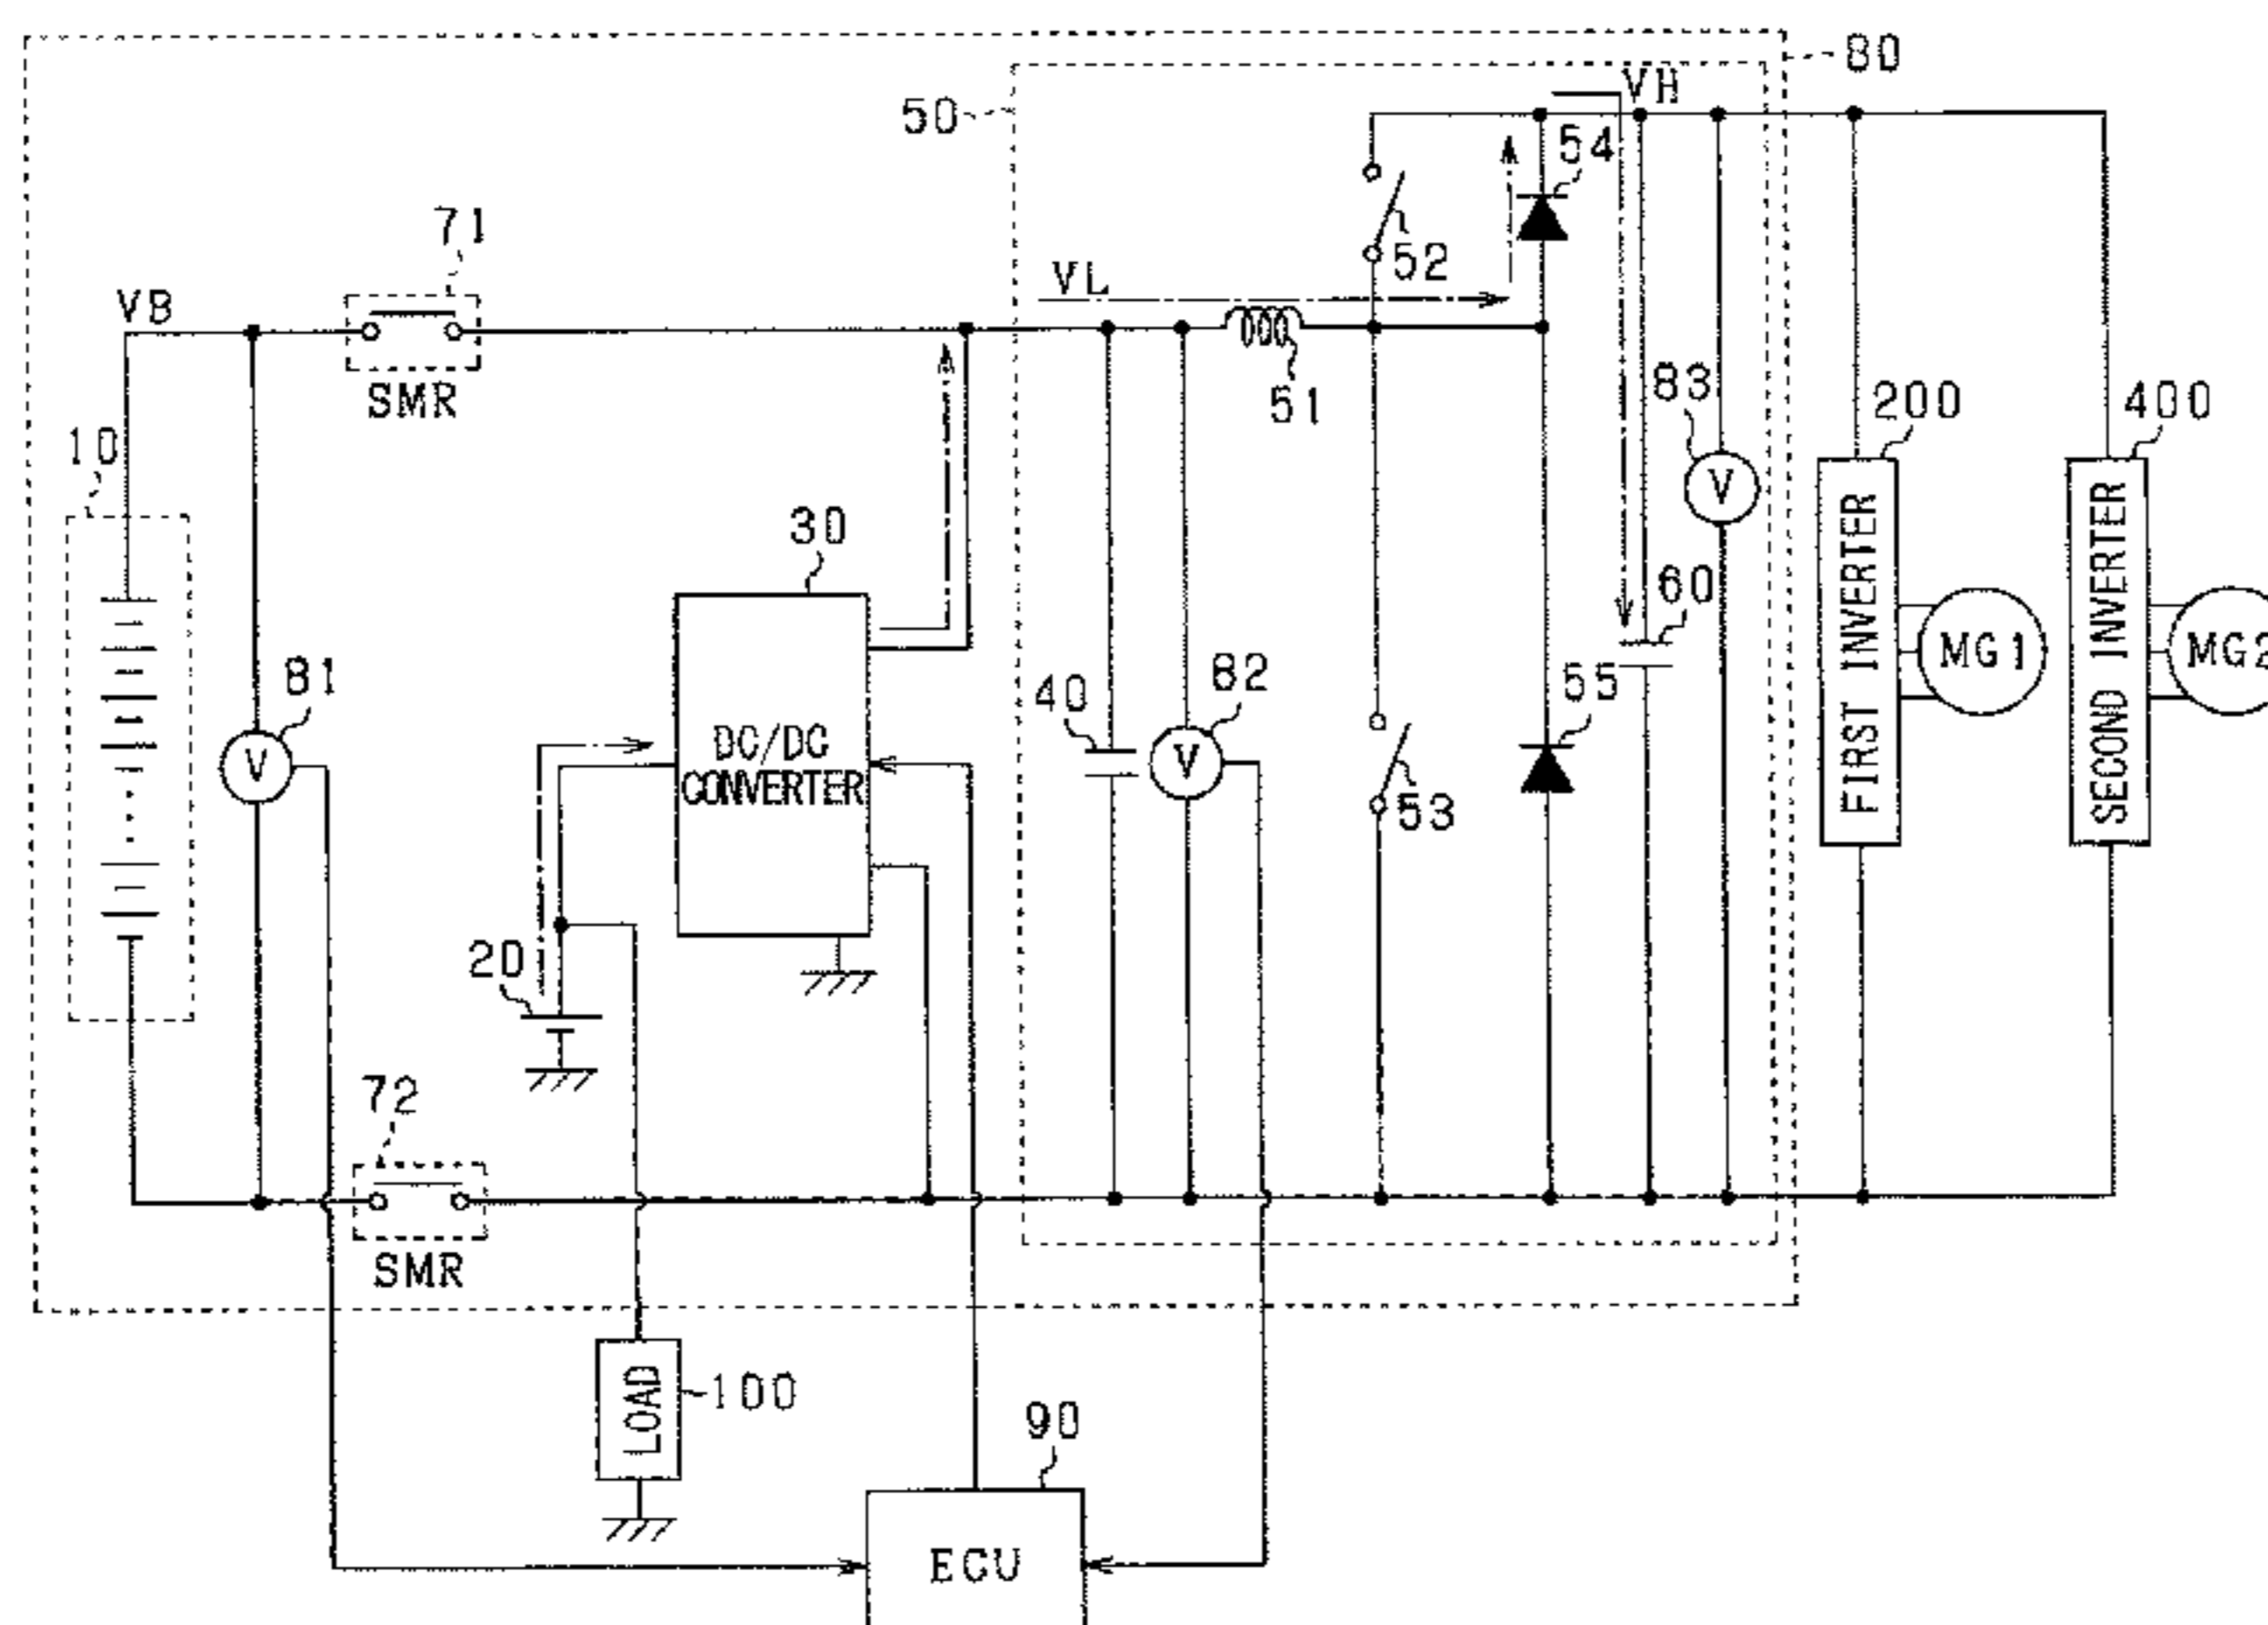 80
50
VH
54
71
52
VL
VB
SMR
51
83
200
400
10
30
V
FIRST INVERTER
SECOND INVERTER
60
MG1
MG2
81
40
82
55
DC/DC
CONVERTER
V
V
53
20
72
SMR
LOAD
100
90
ECU